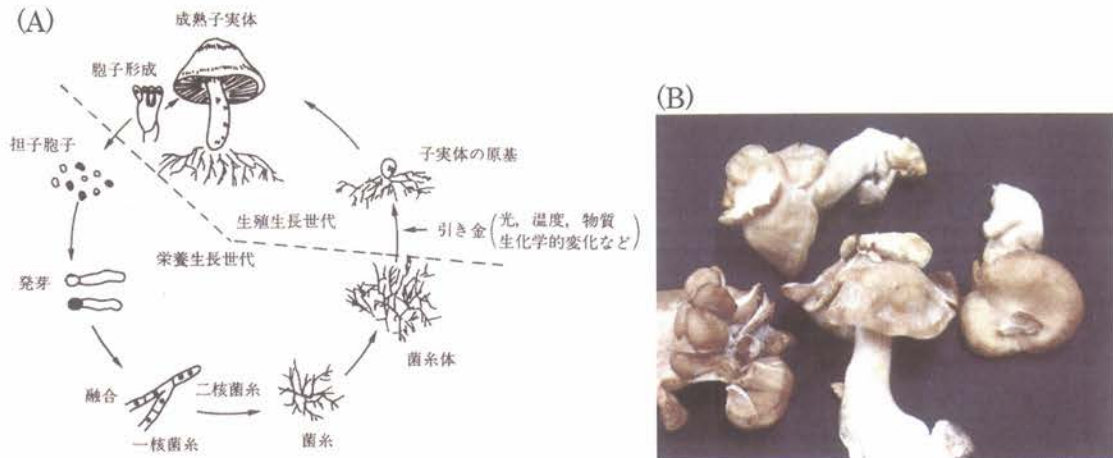 (A)
成熟子実体
胞子形成
担子胞子
子実体の原基
生殖生長世代
引き金(光，温度，物質
生化学的変化など)
栄養生長世代
発芽
菌糸体
融合
二核菌糸
一核菌糸
菌糸
(B)